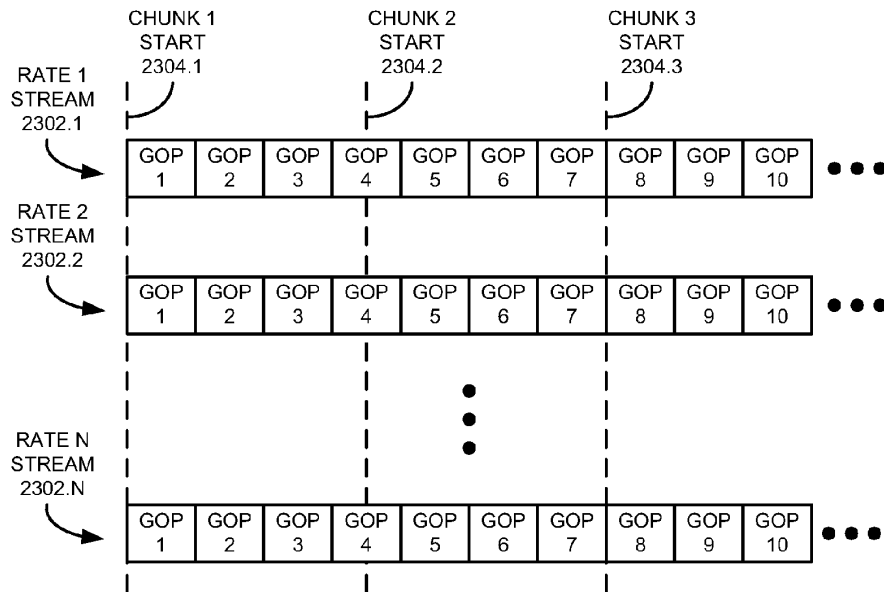 CHUNK 1
START
2304.1
CHUNK 2
START
2304.2
CHUNK 3
START
2304.3
RATE 1
STREAM
2302.1
GOP GOP GOP GOP GOP GOP GOP GOP GOP GOP
1 2 3 4 5 6 7 8 9 10
RATE 2
STREAM
2302.2
GOP GOP GOP GOP GOP GOP GOP GOP GOP GOP
1 2 3 4 5 6 7 8 9 10
RATE N
STREAM
2302.N
GOP GOP GOP GOP GOP GOP GOP GOP GOP GOP
1 2 3 4 5 6 7 8 9 10